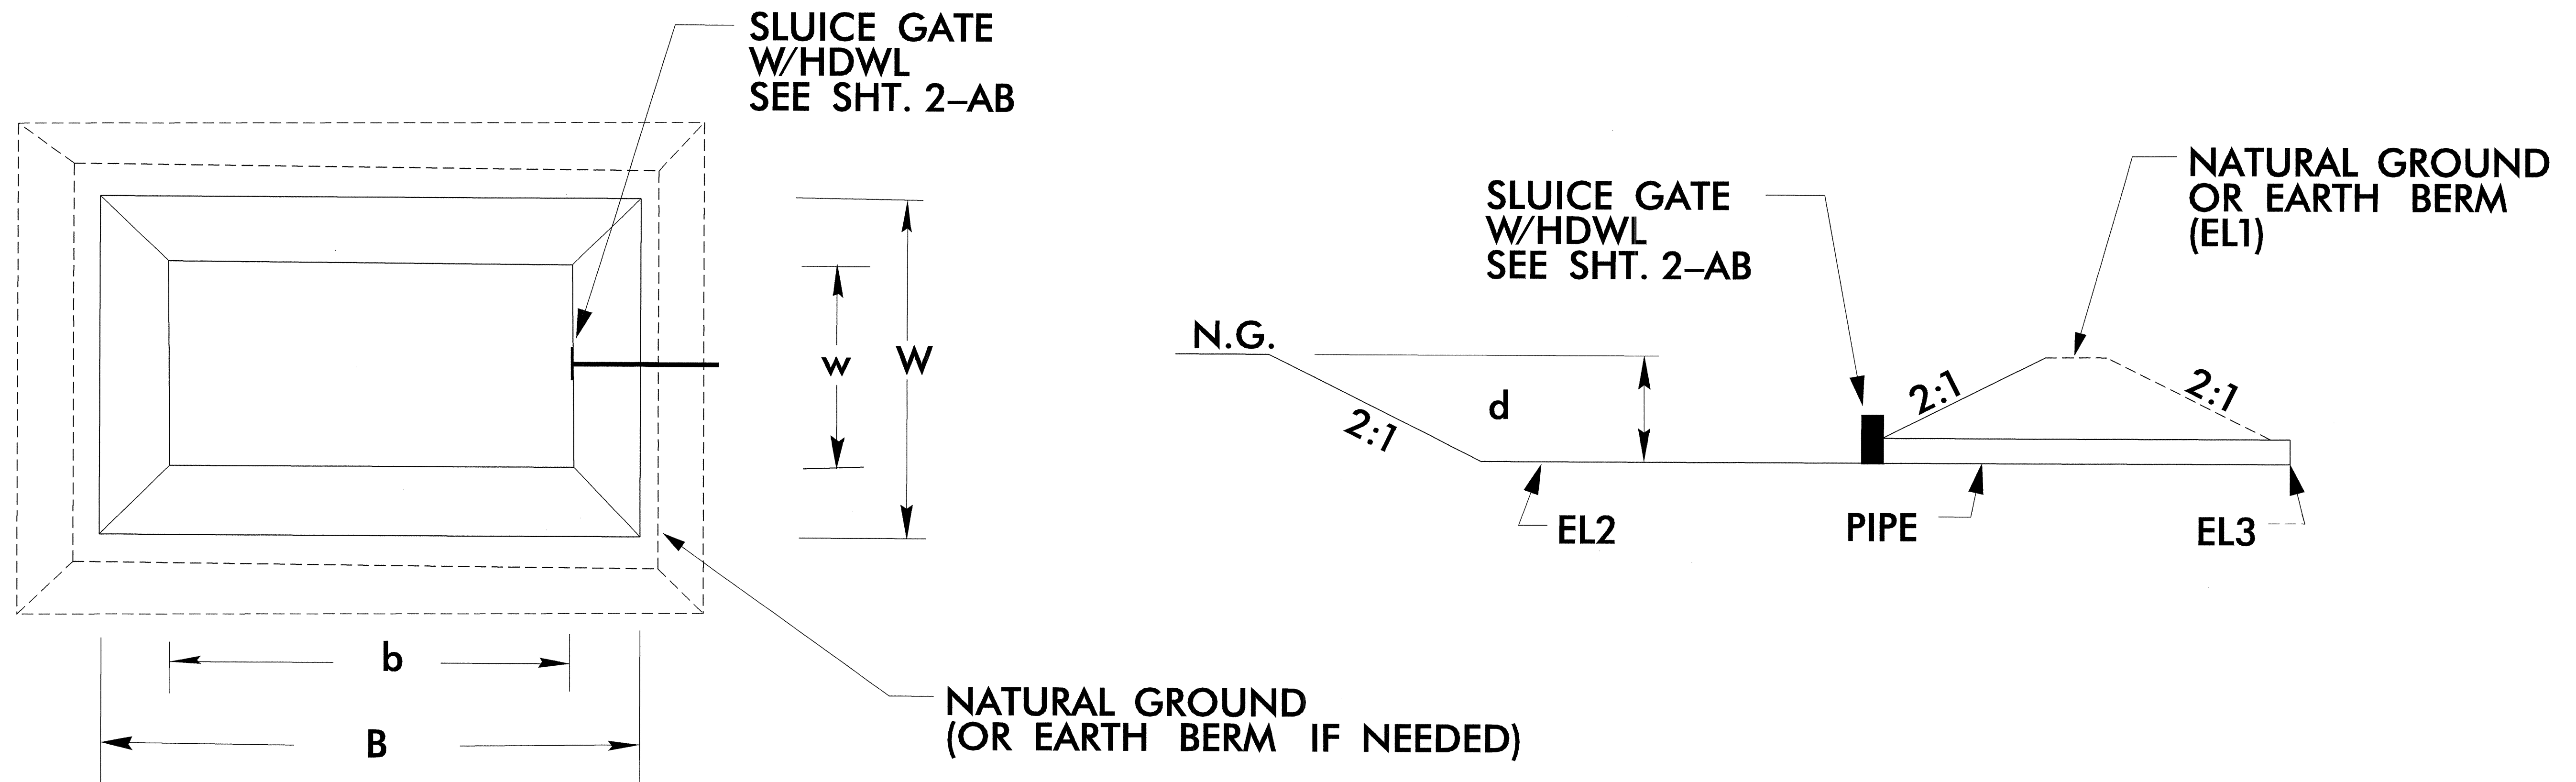 SLUICE GATE
W/HDWL
SEE SHT. 2–AB
w
W
b
B
NATURAL GROUND
(OR EARTH BERM IF NEEDED)
N.G.
2:1
d
EL2
SLUICE GATE
W/HDWL
SEE SHT. 2–AB
2:1
2:1
NATURAL GROUND
OR EARTH BERM
(EL1)
PIPE
EL3